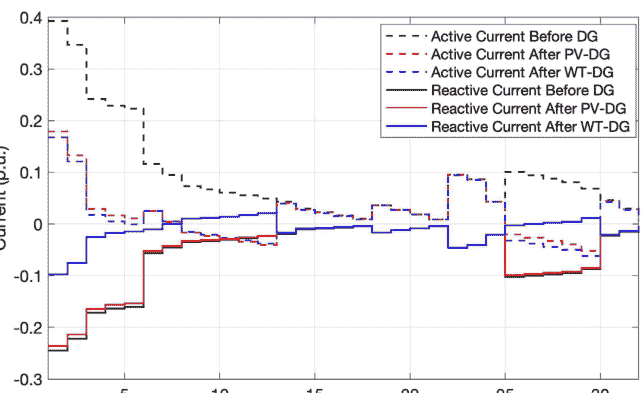 0.4
0.3
0.2
0.1
0
-0.1
-0.2
-0.3
Current (p.u.)
Active Current Before DG
Active Current After PV-DG
Active Current After WT-DG
Reactive Current Before DG
Reactive Current After PV-DG
Reactive Current After WT-DG
5
10
15
20
25
30